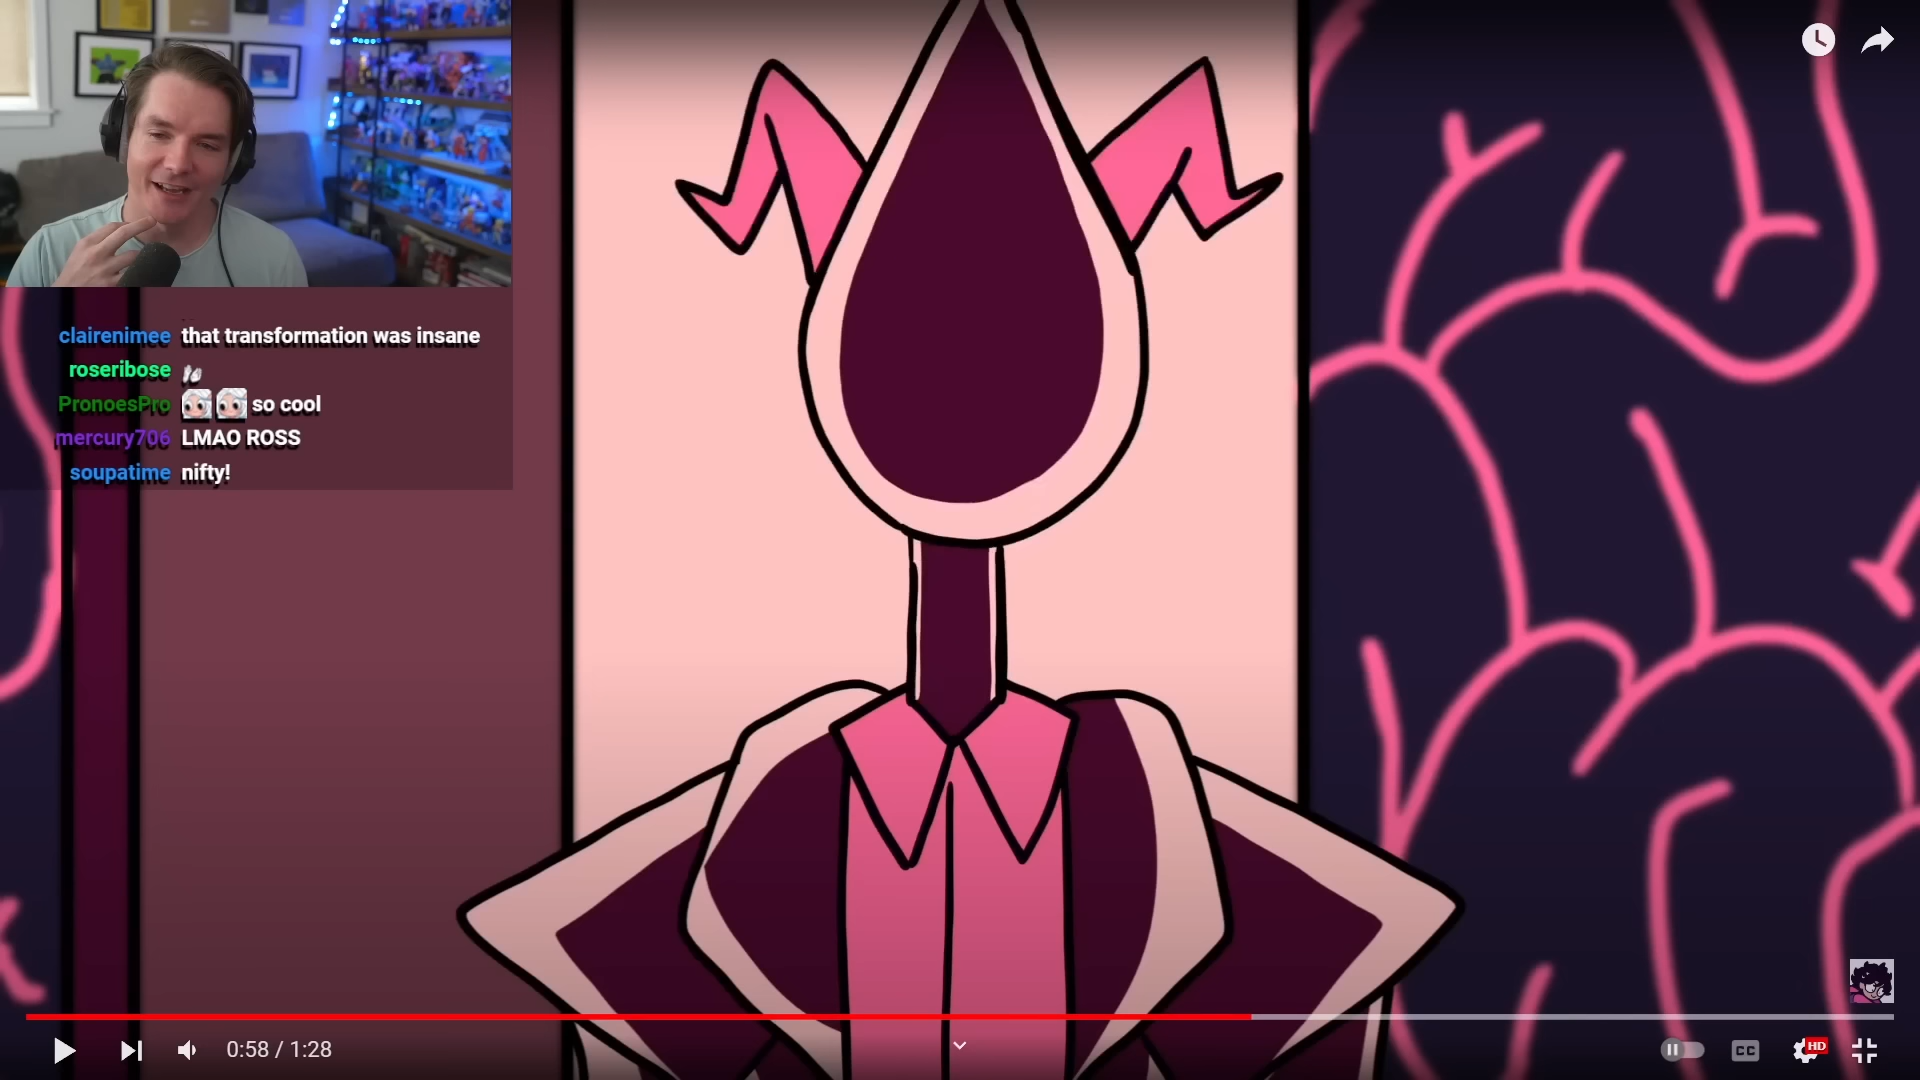 clairenimee that transformation was insane
roseribose
PronoesPro so cool
mercury706 LMAO ROSS
soupatime nifty!
0:58 / 1:28
CC
HD